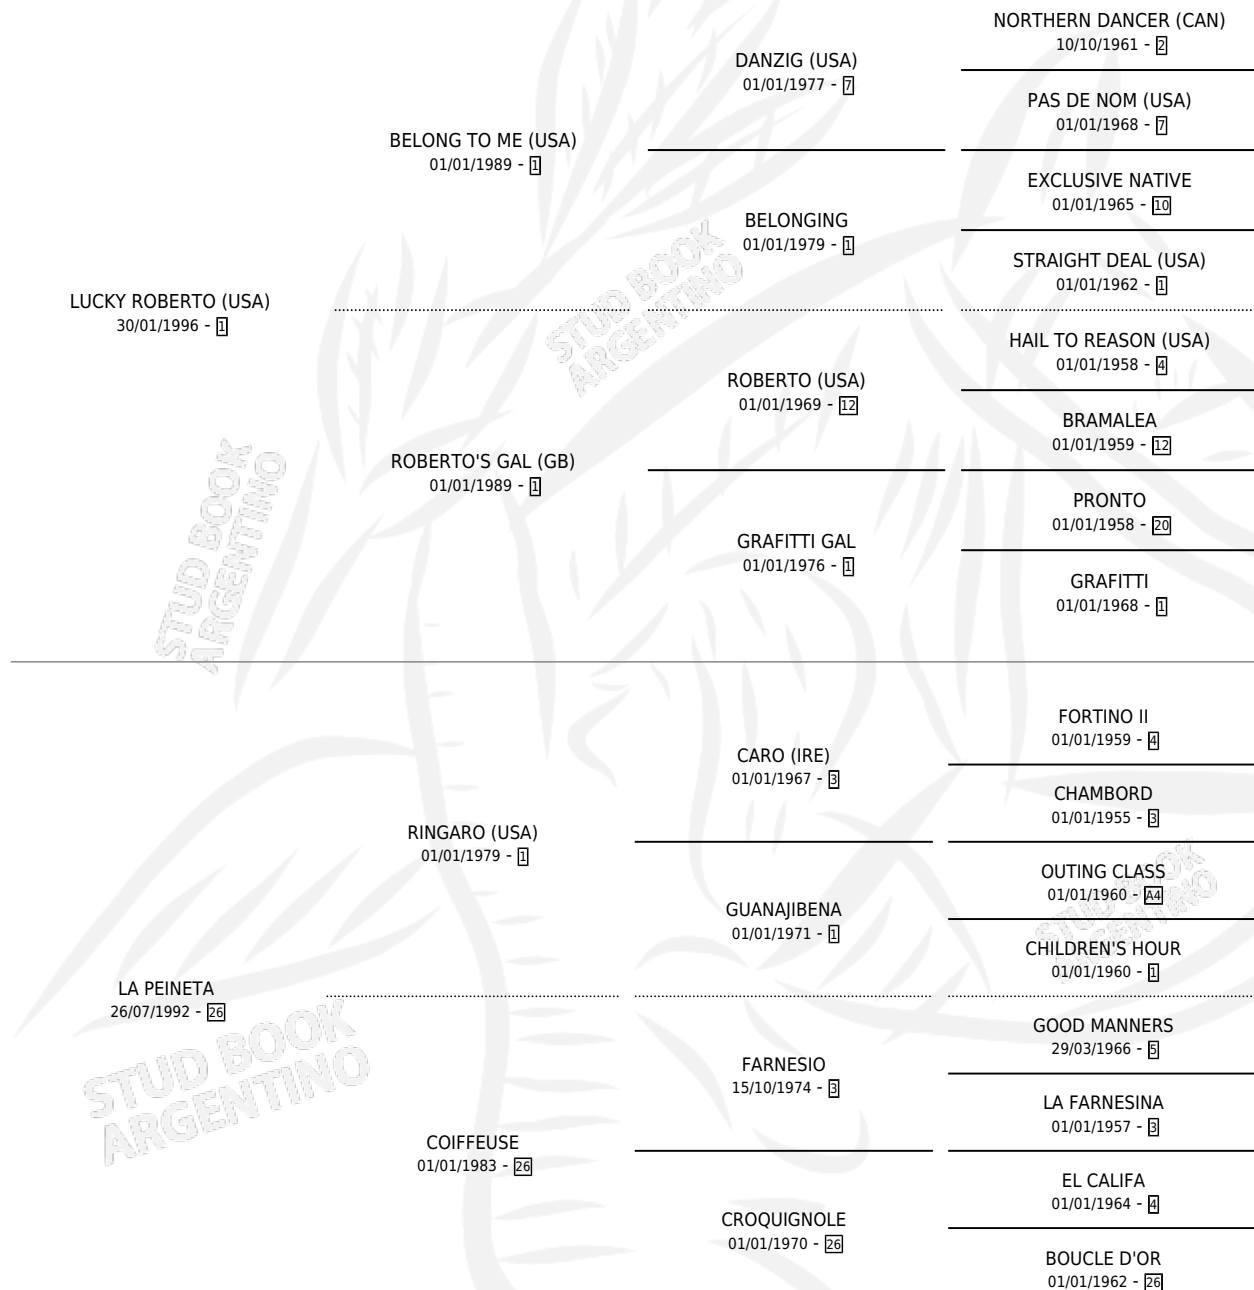 NORTHERN DANCER (CAN)
10/10/1961 - 2
DANZIG (USA)
01/01/1977 - 7
PAS DE NOM (USA)
01/01/1968 - 7
BELONG TO ME (USA)
01/01/1989 - 1
EXCLUSIVE NATIVE
01/01/1965 - 10
BELONGING
01/01/1979 - 1
STRAIGHT DEAL (USA)
01/01/1962 - 1
LUCKY ROBERTO (USA)
30/01/1996 - 1
HAIL TO REASON (USA)
01/01/1958 - 4
ROBERTO (USA)
01/01/1969 - 12
BRAMALEA
01/01/1959 - 12
ROBERTO'S GAL (GB)
01/01/1989 - 1
PRONTO
01/01/1958 - 20
GRAFITTI GAL
01/01/1976 - 1
GRAFITTI
01/01/1968 - 1
FORTINO II
01/01/1959 - 4
CARO (IRE)
01/01/1967 - 3
CHAMBORD
01/01/1955 - 3
RINGARO (USA)
01/01/1979 - 1
OUTING CLASS
01/01/1960 - A4
GUANAJIBENA
01/01/1971 - 1
CHILDREN'S HOUR
01/01/1960 - 1
LA PEINETA
26/07/1992 - 26
GOOD MANNERS
29/03/1966 - 5
FARNESIO
15/10/1974 - 3
LA FARNESINA
01/01/1957 - 3
COIFFEUSE
01/01/1983 - 26
EL CALIFA
01/01/1964 - 4
CROQUIGNOLE
01/01/1970 - 26
BOUCLE D'OR
01/01/1962 - 26
STUD BOOK
ARGENTINO
STUD BOOK
ARGENTINO
STUD BOOK
ARGENTINO
STUD BOOK
ARGENTINO